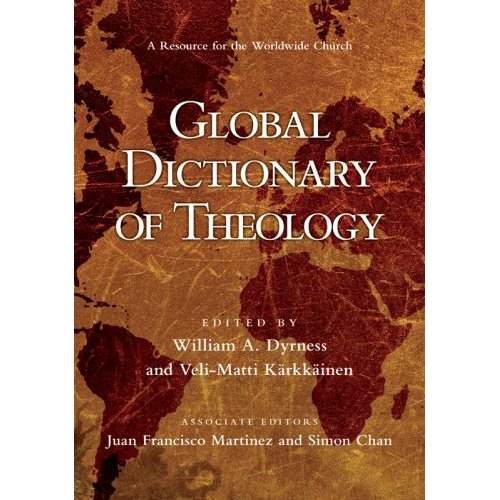 A Resource for the Worldwide Church
GLOBAL
DICTIONARY
OF THEOLOGY
EDITED BY
William A. Dyrness
and Veli-Matti Kärkkäinen
ASSOCIATE EDITORS
Juan Francisco Martinez and Simon Chan